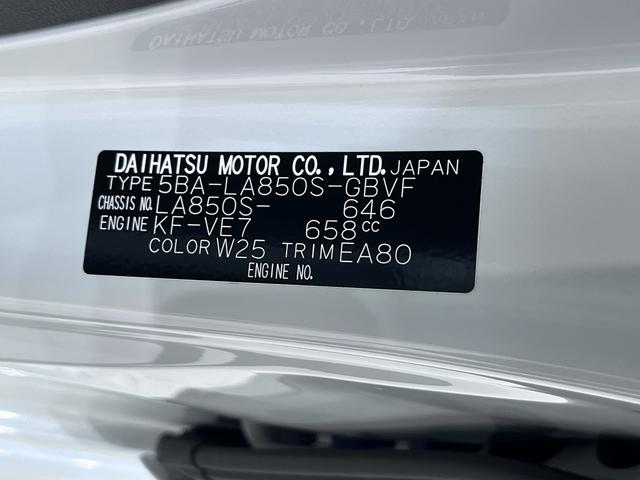 DAIHATSU MOTOR CO., LTD. JAPAN
TYPE 5BA-LA850S-GBVF
CHASSIS NO. LA850S- 646
ENGINE KF-VE7 658cc
COLOR W25 TRIM EA80
ENGINE NO.